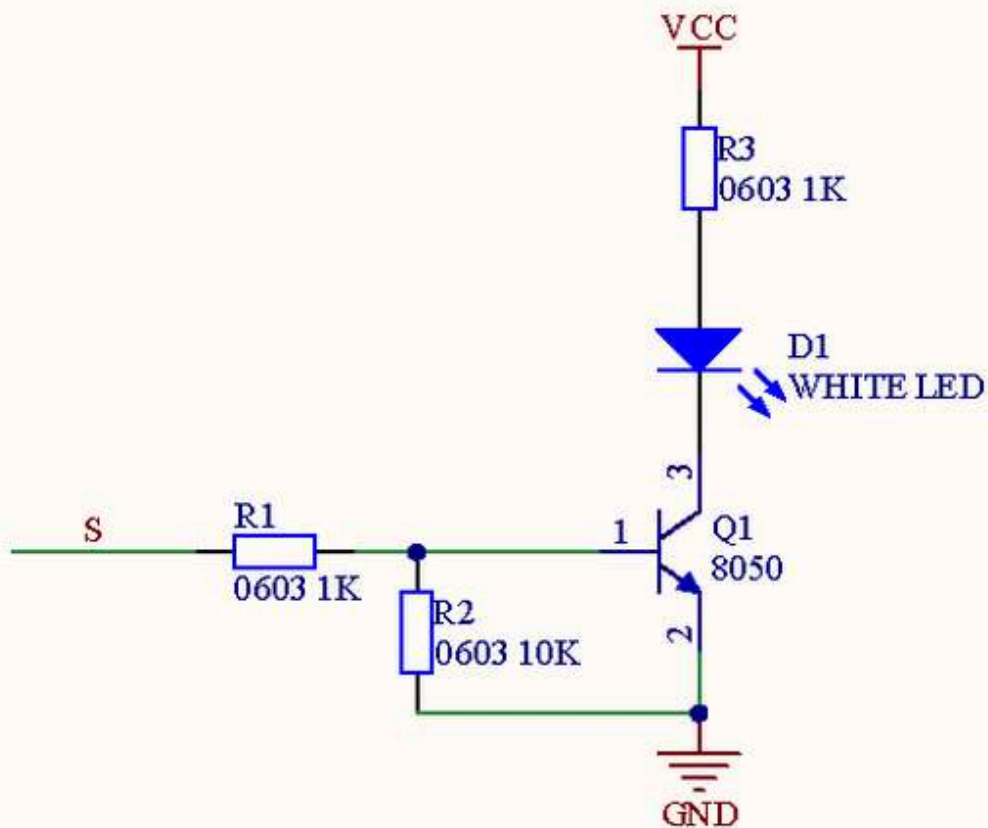 VCC
R3
0603 1K
D1
WHITE LED
3
S
R1
0603 1K
1
Q1
8050
R2
0603 10K
2
GND